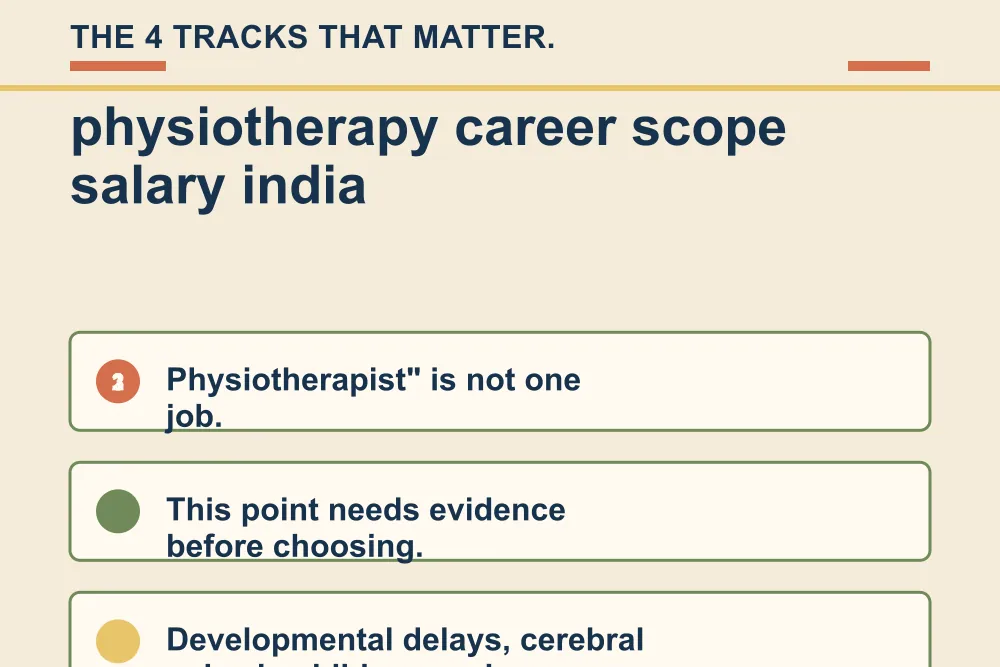 THE 4 TRACKS THAT MATTER.
physiotherapy career scope
salary india
Physiotherapist" is not one
job.
This point needs evidence
before choosing.
Developmental delays, cerebral